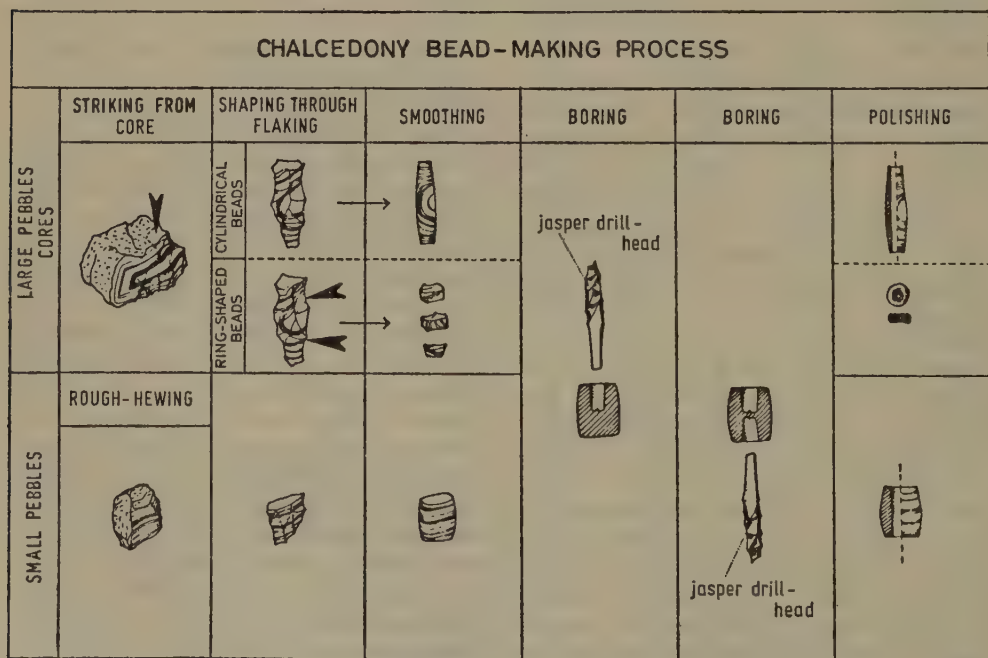 CHALCEDONY BEAD-MAKING PROCESS
STRIKING FROM
CORE
SHAPING THROUGH
FLAKING
SMOOTHING
BORING
BORING
POLISHING
LARGE PEBBLES
CORES
CYLINDRICAL
BEADS
RING-SHAPED
BEADS
jasper drill-
head
ROUGH-HEWING
SMALL PEBBLES
jasper drill-
head